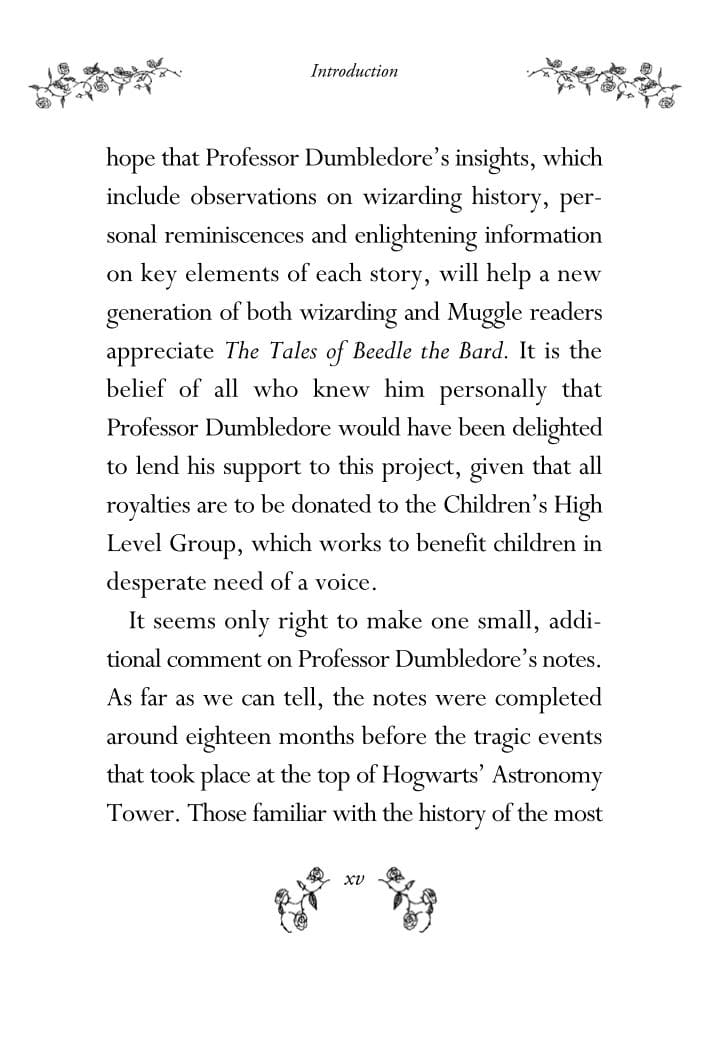 Introduction
hope that Professor Dumbledore’s insights, which
include observations on wizarding history, per-
sonal reminiscences and enlightening information
on key elements of each story, will help a new
generation of both wizarding and Muggle readers
appreciate The Tales of Beedle the Bard. It is the
belief of all who knew him personally that
Professor Dumbledore would have been delighted
to lend his support to this project, given that all
royalties are to be donated to the Children’s High
Level Group, which works to benefit children in
desperate need of a voice.
It seems only right to make one small, addi-
tional comment on Professor Dumbledore’s notes.
As far as we can tell, the notes were completed
around eighteen months before the tragic events
that took place at the top of Hogwarts’ Astronomy
Tower. Those familiar with the history of the most
xv